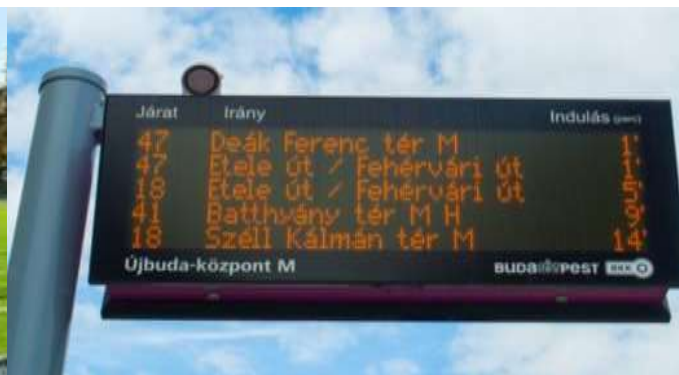 Járat Irány Indulás (perc)
47 Deák Ferenc tér M 1'
47 Etele út / Fehérvári út 1'
18 Etele út / Fehérvári út 5'
41 Batthyány tér M H 9'
18 Széll Kálmán tér M 14'
Újbuda-központ M BUDAPEST BKK